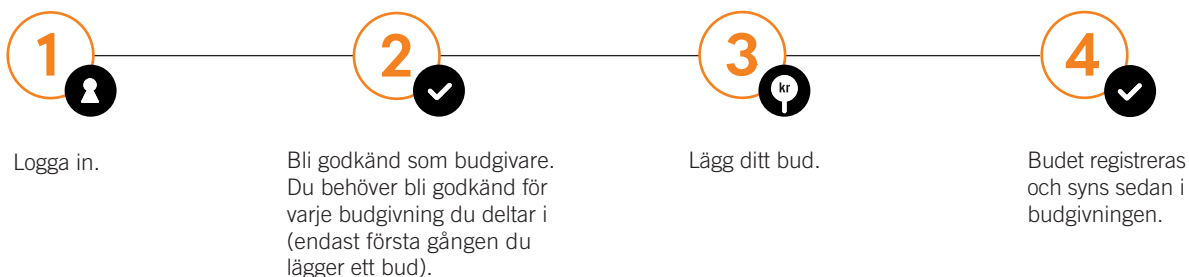 1
2
3
kr
4
Logga in.
Bli godkänd som budgivare.
Du behöver bli godkänd för
varje budgivning du deltar i
(endast första gången du
lägger ett bud).
Lägg ditt bud.
Budet registreras
och syns sedan i
budgivningen.